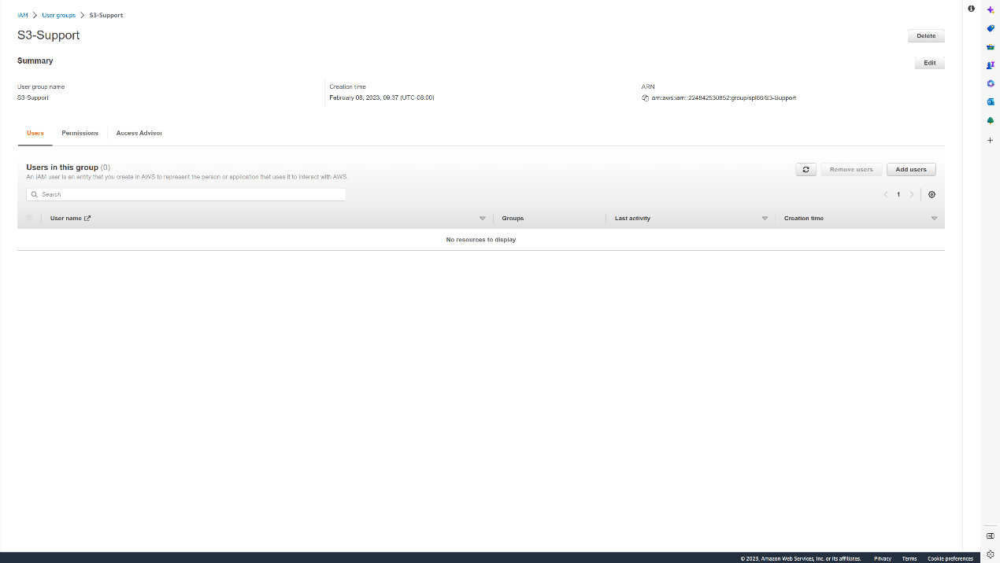 IAM > User groups > S3-Support
S3-Support
Delete
Summary
Edit
User group name
S3-Support
Creation time
February 08, 2023, 09:37 (UTC-08:00)
ARN
arn:aws:iam::224842530852:group/spl66/S3-Support
Users
Permissions
Access Advisor
Users in this group (0)
An IAM user is an entity that you create in AWS to represent the person or application that uses it to interact with AWS.
Remove users
Add users
Search
1
User name
Groups
Last activity
Creation time
No resources to display
© 2023, Amazon Web Services, Inc. or its affiliates.
Privacy
Terms
Cookie preferences